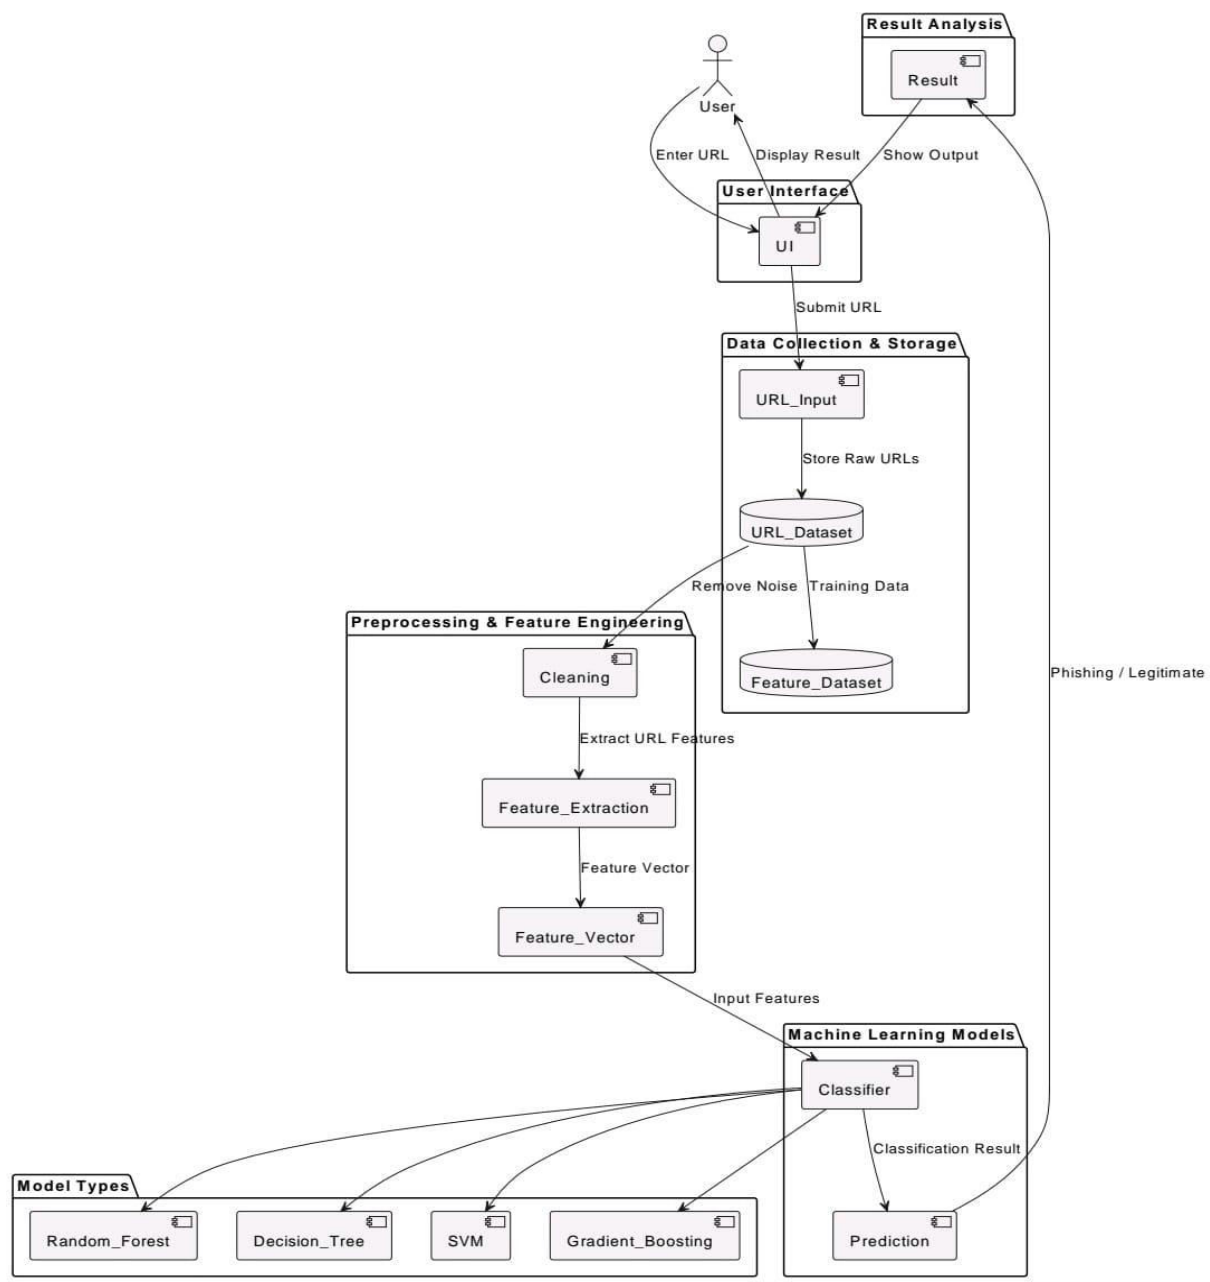 Result Analysis
Result
User
Enter URL
Display Result
Show Output
User Interface
UI
Submit URL
Data Collection & Storage
URL_Input
Store Raw URLs
URL_Dataset
Remove Noise
Training Data
Preprocessing & Feature Engineering
Cleaning
Feature_Dataset
Phishing / Legitimate
Extract URL Features
Feature_Extraction
Feature Vector
Feature_Vector
Input Features
Machine Learning Models
Classifier
Classification Result
Model Types
Random_Forest
Decision_Tree
SVM
Gradient_Boosting
Prediction